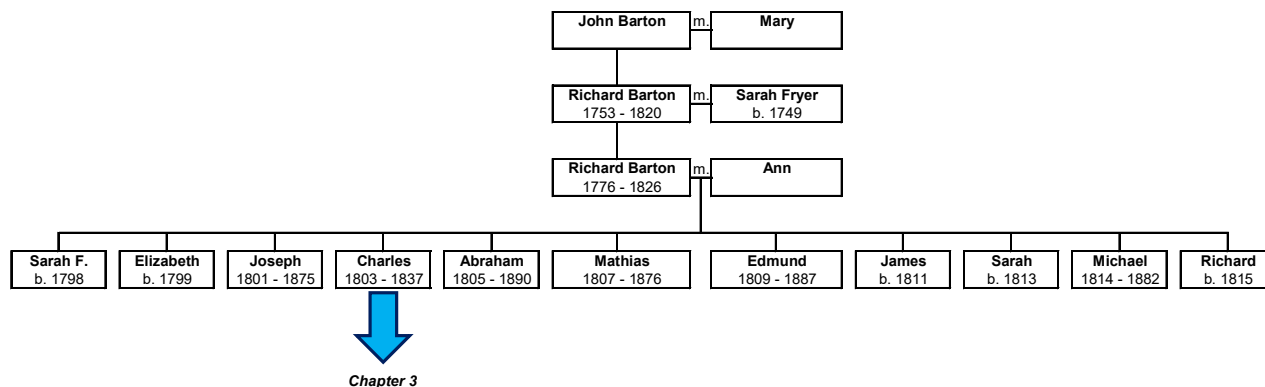 John Barton m. Mary
Richard Barton m. Sarah Fryer
1753 - 1820 b. 1749
Richard Barton m. Ann
1776 - 1826
Sarah F. Elizabeth Joseph Charles Abraham Mathias Edmund James Sarah Michael Richard
b. 1798 b. 1799 1801 - 1875 1803 - 1837 1805 - 1890 1807 - 1876 1809 - 1887 b. 1811 b. 1813 1814 - 1882 b. 1815
Chapter 3